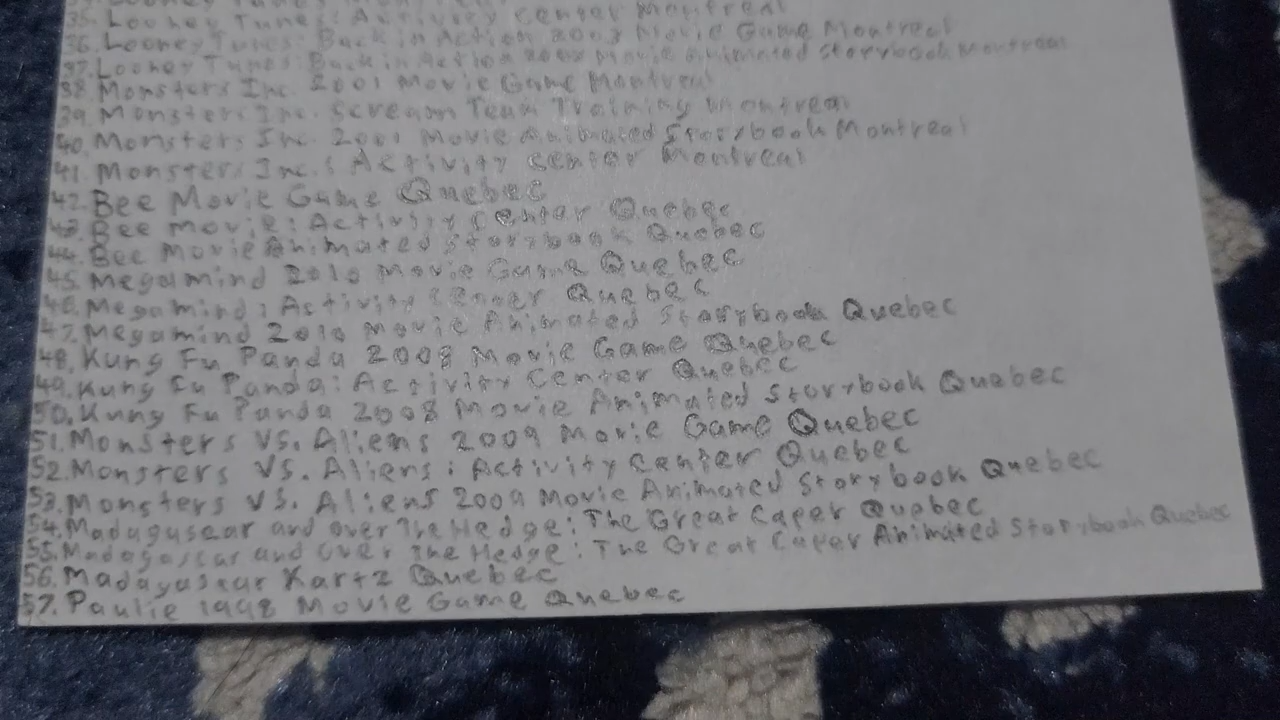 35. Looney Tunes: Activity Center Montreal
36. Looney Tunes: Back in Action 2003 Movie Game Montreal
37. Looney Tunes: Back in Action 2003 Movie Animated Storybook Montreal
38. Monsters Inc. 2001 Movie Game Montreal
39. Monsters Inc. Scream Team Training Montreal
40. Monsters Inc. 2001 Movie Animated Storybook Montreal
41. Monsters Inc.: Activity Center Montreal
42. Bee Movie Game Quebec
43. Bee Movie: Activity Center Quebec
44. Bee Movie Animated Storybook Quebec
45. Megamind 2010 Movie Game Quebec
46. Megamind: Activity Center Quebec
47. Megamind 2010 Movie Animated Storybook Quebec
48. Kung Fu Panda 2008 Movie Game Quebec
49. Kung Fu Panda: Activity Center Quebec
50. Kung Fu Panda 2008 Movie Animated Storybook Quebec
51. Monsters VS. Aliens 2009 Movie Game Quebec
52. Monsters VS. Aliens: Activity Center Quebec
53. Monsters VS. Aliens 2009 Movie Animated Storybook Quebec
54. Madagascar and Over The Hedge: The Great Caper Quebec
55. Madagascar and Over The Hedge: The Great Caper Animated Storybook Quebec
56. Madagascar Kartz Quebec
57. Paulie 1998 Movie Game Quebec